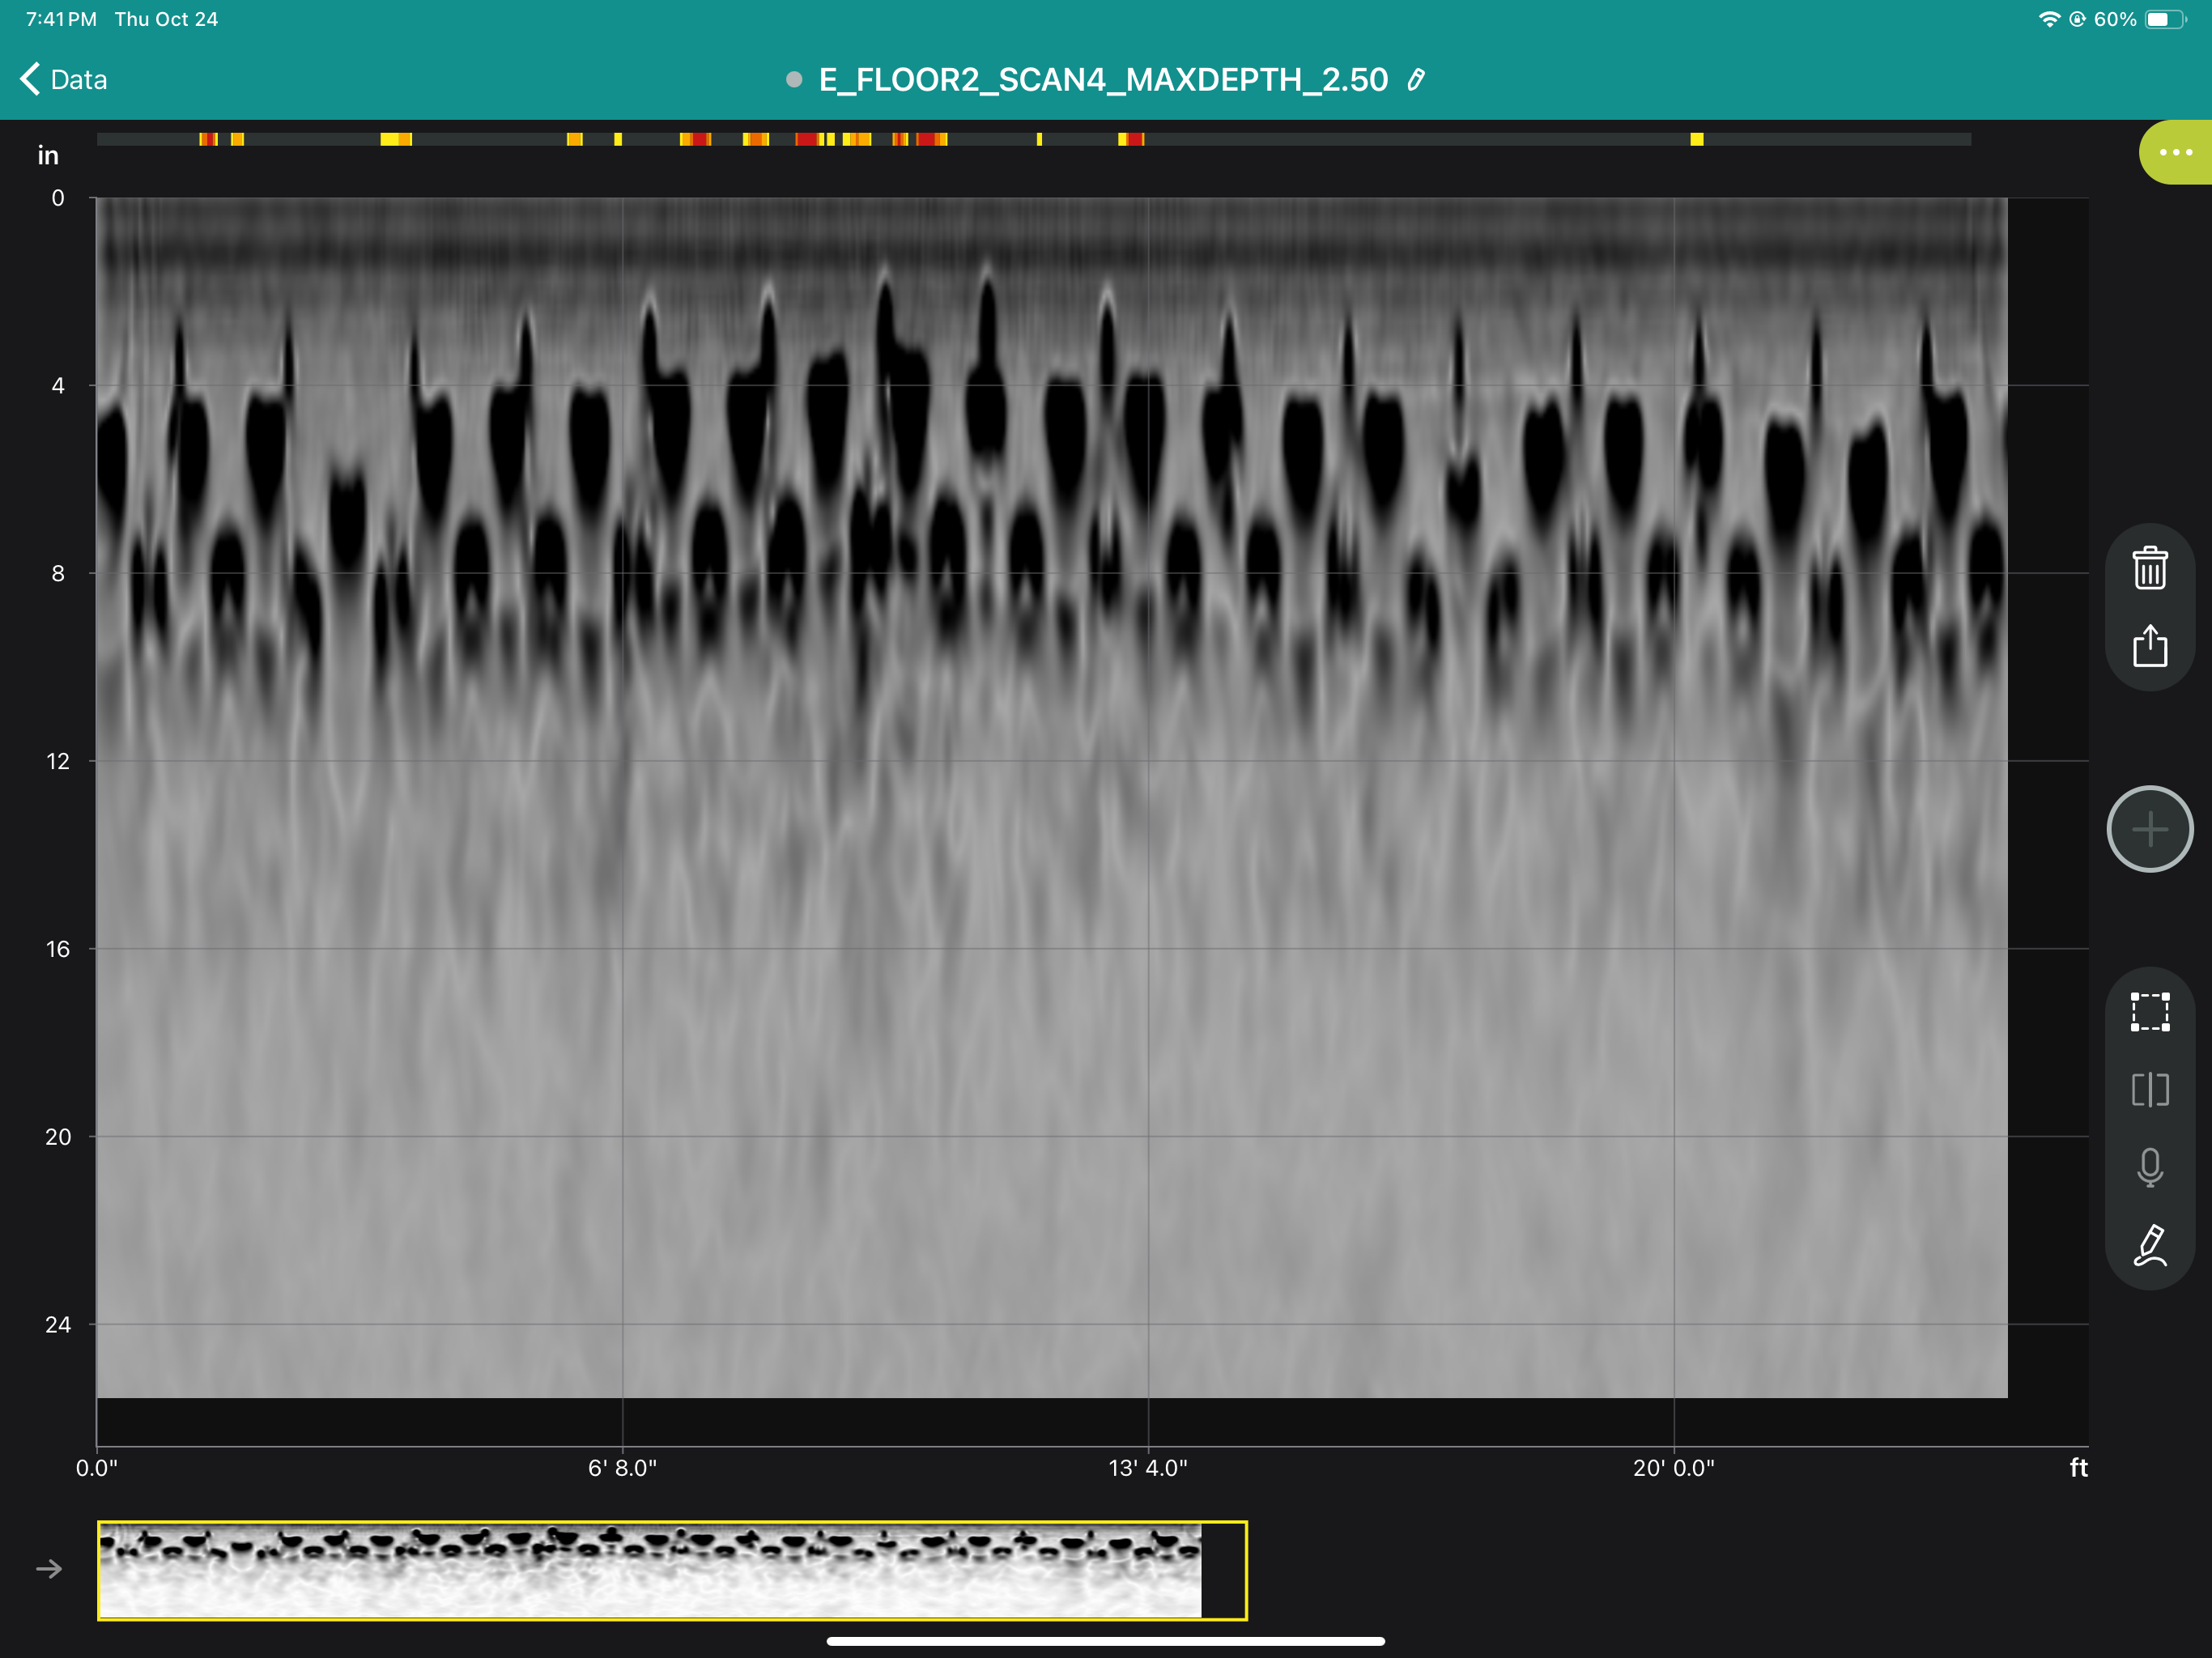 7:41 PM Thu Oct 24 60%
Data E_FLOOR2_SCAN4_MAXDEPTH_2.50
in
0
4
8
12
16
20
24
0.0" 6' 8.0" 13' 4.0" 20' 0.0" ft